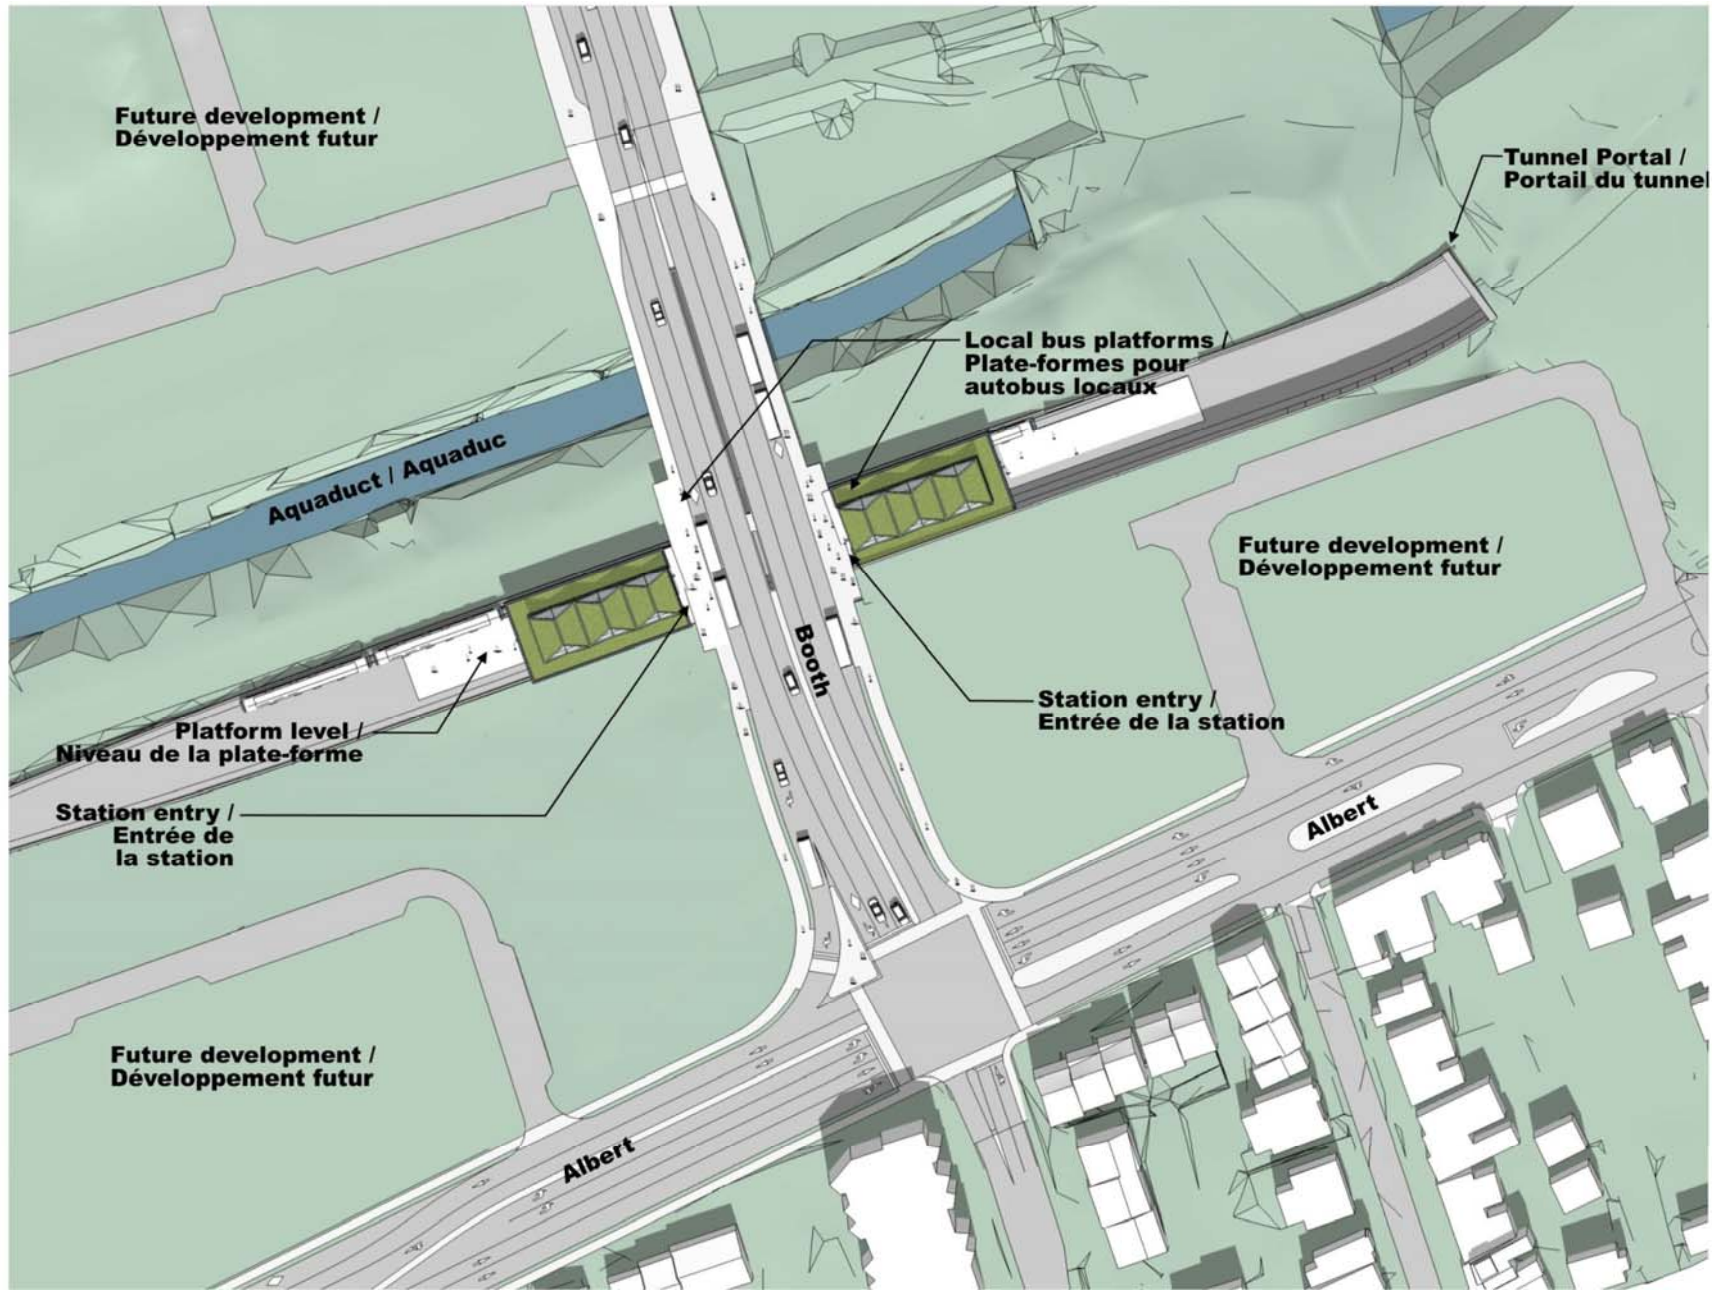 Future development /
Développement futur
Tunnel Portal /
Portail du tunnel
Local bus platforms /
Plate-formes pour
autobus locaux
Aquaduct / Aquaduc
Future development /
Développement futur
Booth
Station entry /
Entrée de la station
Platform level /
Niveau de la plate-forme
Station entry /
Entrée de
la station
Albert
Future development /
Développement futur
Albert